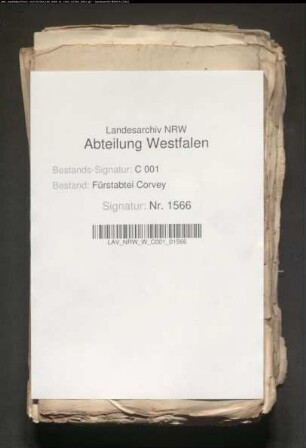 Landesarchiv NRW
Abteilung Westfalen
Bestands-Signatur: C 001
Bestand: Fürstabtei Corvey
Signatur: Nr. 1566
LAV_NRW_W_C001_01566